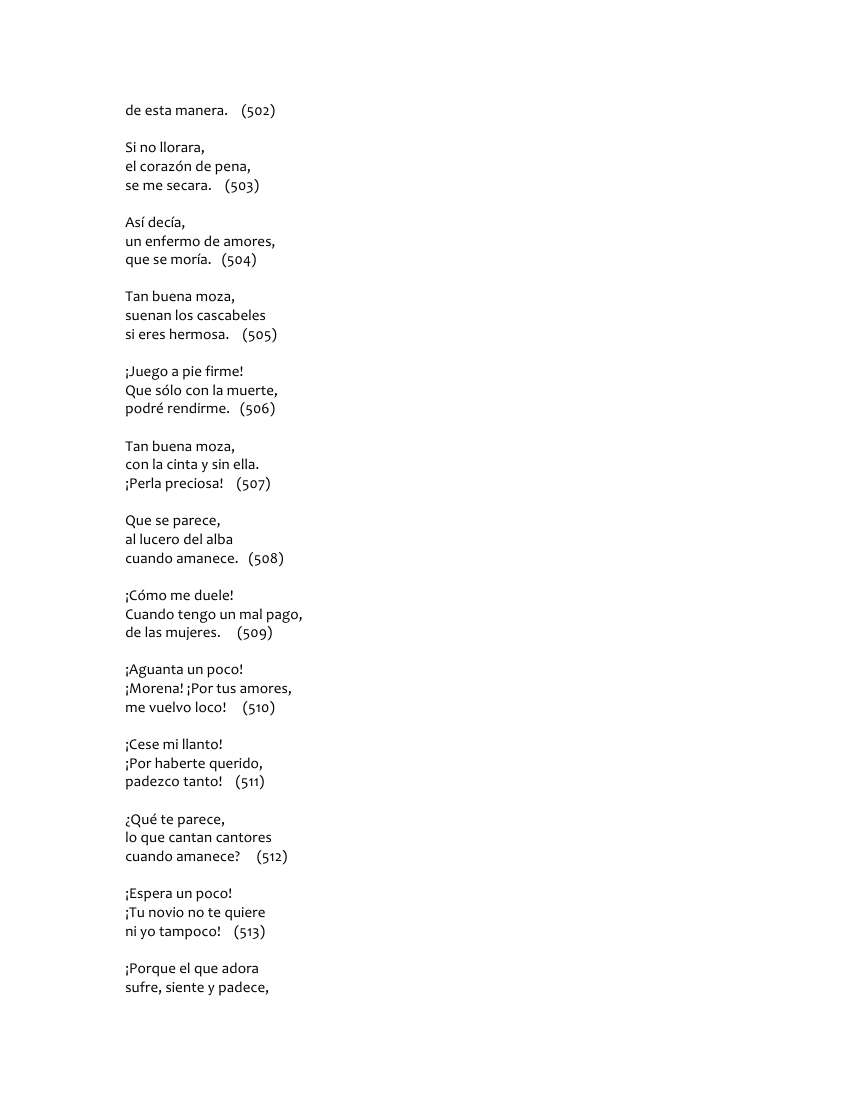 de esta manera. (502)
Si no llorara,
el corazón de pena,
se me secara. (503)
Así decía,
un enfermo de amores,
que se moría. (504)
Tan buena moza,
suenan los cascabeles
si eres hermosa. (505)
¡Juego a pie firme!
Que sólo con la muerte,
podré rendirme. (506)
Tan buena moza,
con la cinta y sin ella.
¡Perla preciosa! (507)
Que se parece,
al lucero del alba
cuando amanece. (508)
¡Cómo me duele!
Cuando tengo un mal pago,
de las mujeres. (509)
¡Aguanta un poco!
¡Morena! ¡Por tus amores,
me vuelvo loco! (510)
¡Cese mi llanto!
¡Por haberte querido,
padezco tanto! (511)
¿Qué te parece,
lo que cantan cantores
cuando amanece? (512)
¡Espera un poco!
¡Tu novio no te quiere
ni yo tampoco! (513)
¡Porque el que adora
sufre, siente y padece,